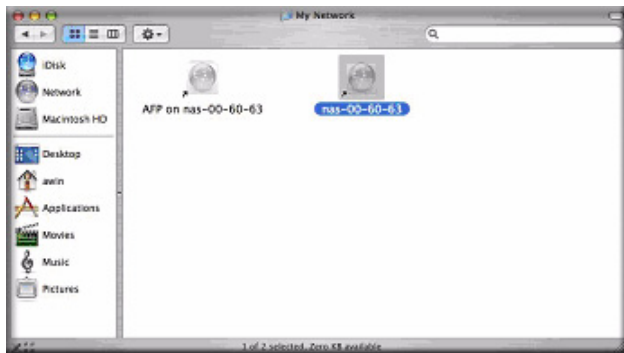 My Network
iDisk
Network
Macintosh HD
Desktop
awin
Applications
Movies
Music
Pictures
AFP on nas-00-60-63
nas-00-60-63
1 of 2 selected, Zero KB available